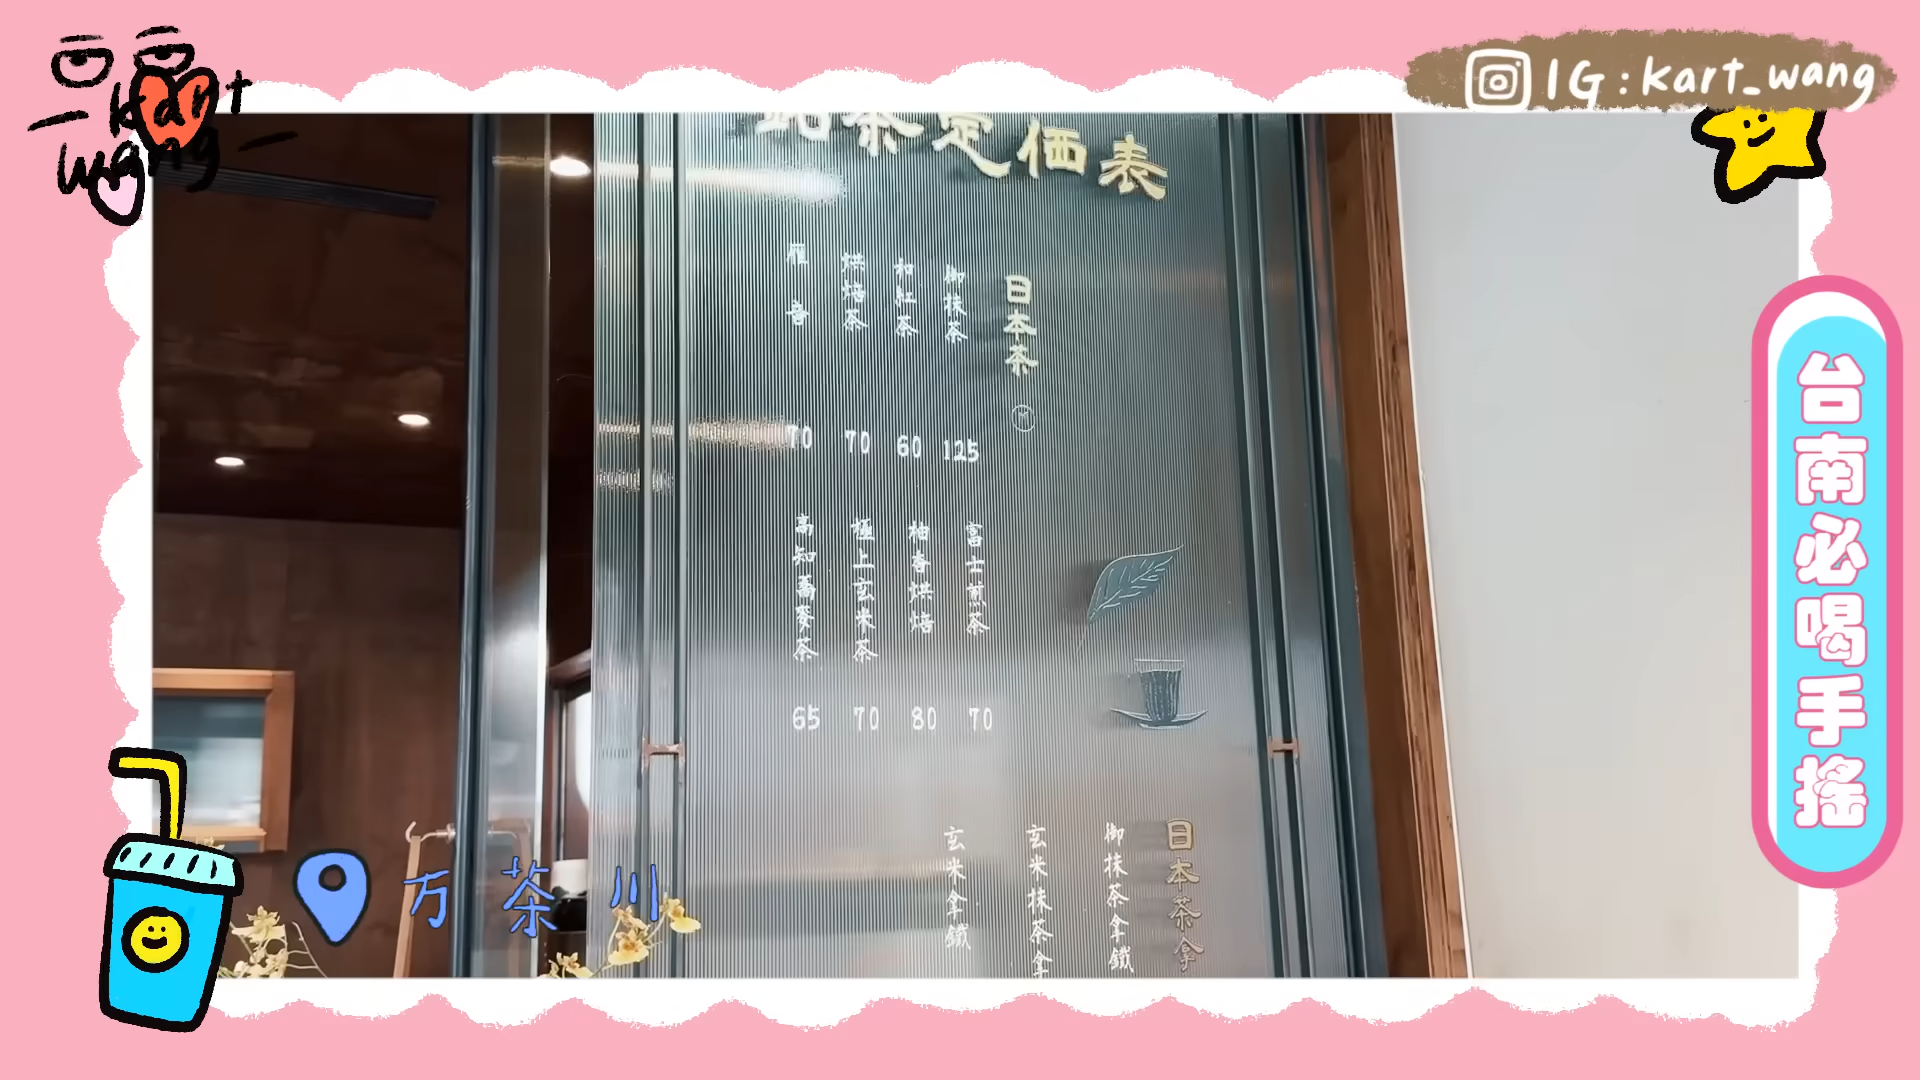 kart
wang
IG:kart_wang
茶定価表
日本茶
M
御抹茶
125
和紅茶
60
烘焙茶
70
雁音
70
富士煎茶
70
柚香烘焙
80
極上玄米茶
70
高知蕎麥茶
65
日本茶拿
御抹茶拿鐵
玄米抹茶拿
玄米拿鐵
台南必喝手搖
万茶川